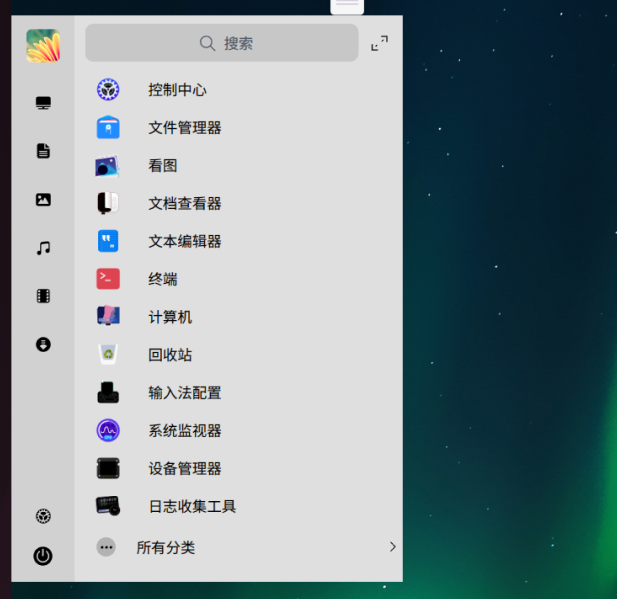 搜索
控制中心
文件管理器
看图
文档查看器
文本编辑器
终端
计算机
回收站
输入法配置
系统监视器
设备管理器
日志收集工具
所有分类